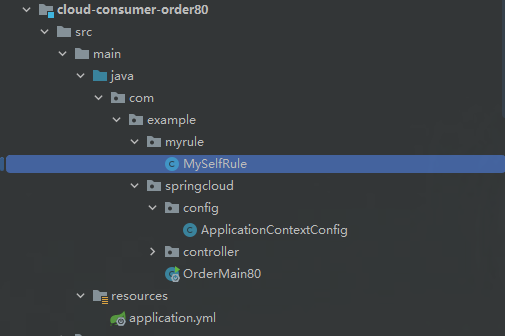 cloud-consumer-order80
src
main
java
com
example
myrule
MySelfRule
springcloud
config
ApplicationContextConfig
controller
OrderMain80
resources
application.yml